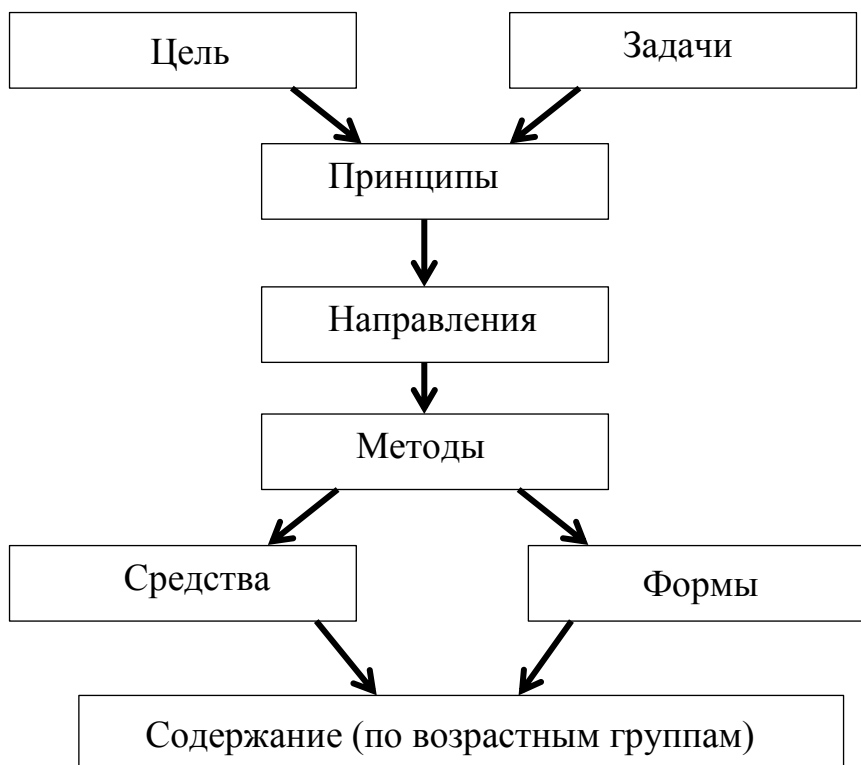 Цель
Задачи
Принципы
Направления
Методы
Средства
Формы
Содержание (по возрастным группам)